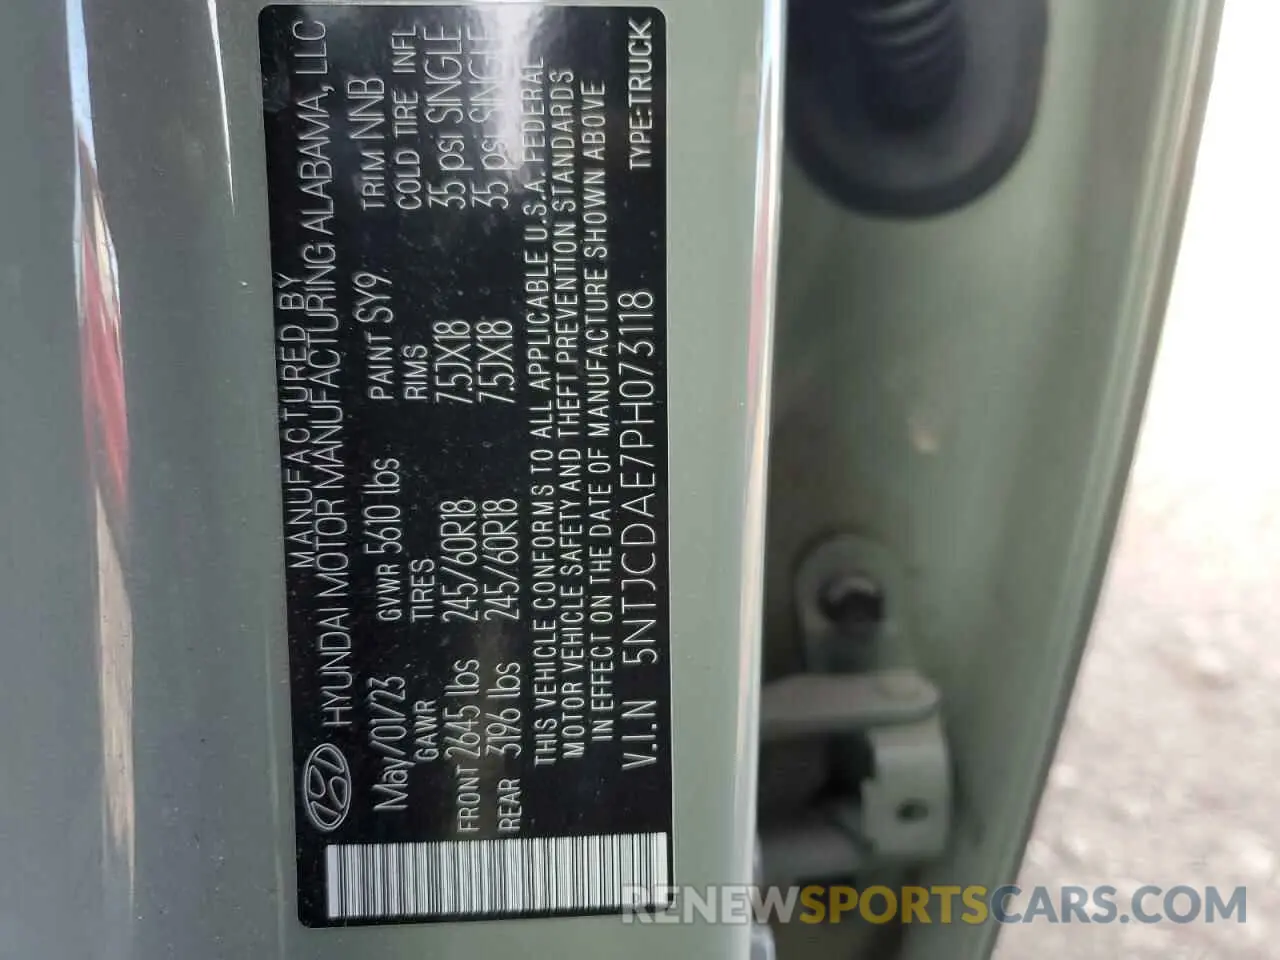 MANUFACTURED BY
HYUNDAI MOTOR MANUFACTURING ALABAMA, LLC
May/01/23 GVWR 5610 lbs PAINT SY9 TRIM NNB
GAWR TIRES RIMS COLD TIRE INFL
FRONT 2645 lbs 245/60R18 7.5JX18 35 psi SINGLE
REAR 3196 lbs 245/60R18 7.5JX18 35 psi SINGLE
THIS VEHICLE CONFORMS TO ALL APPLICABLE U.S.A. FEDERAL
MOTOR VEHICLE SAFETY AND THEFT PREVENTION STANDARDS
IN EFFECT ON THE DATE OF MANUFACTURE SHOWN ABOVE
V.I.N 5NTJCDAE7PH073118 TYPE:TRUCK
RENEWSPORTSCARS.COM